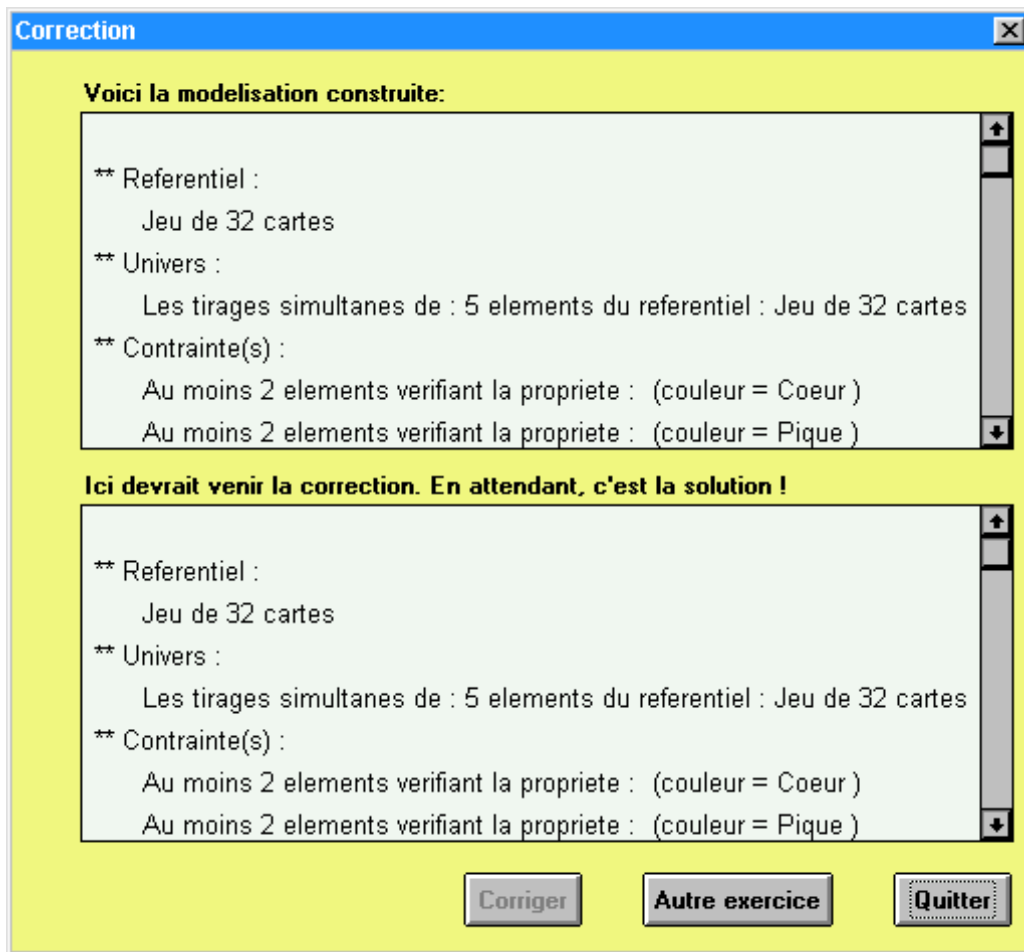 Correction
Voici la modelisation construite:
** Referentiel :
Jeu de 32 cartes
** Univers :
Les tirages simultanes de : 5 elements du referentiel : Jeu de 32 cartes
** Contrainte(s) :
Au moins 2 elements verifiant la propriete : (couleur = Coeur )
Au moins 2 elements verifiant la propriete : (couleur = Pique )
Ici devrait venir la correction. En attendant, c'est la solution !
** Referentiel :
Jeu de 32 cartes
** Univers :
Les tirages simultanes de : 5 elements du referentiel : Jeu de 32 cartes
** Contrainte(s) :
Au moins 2 elements verifiant la propriete : (couleur = Coeur )
Au moins 2 elements verifiant la propriete : (couleur = Pique )
Corriger Autre exercice Quitter